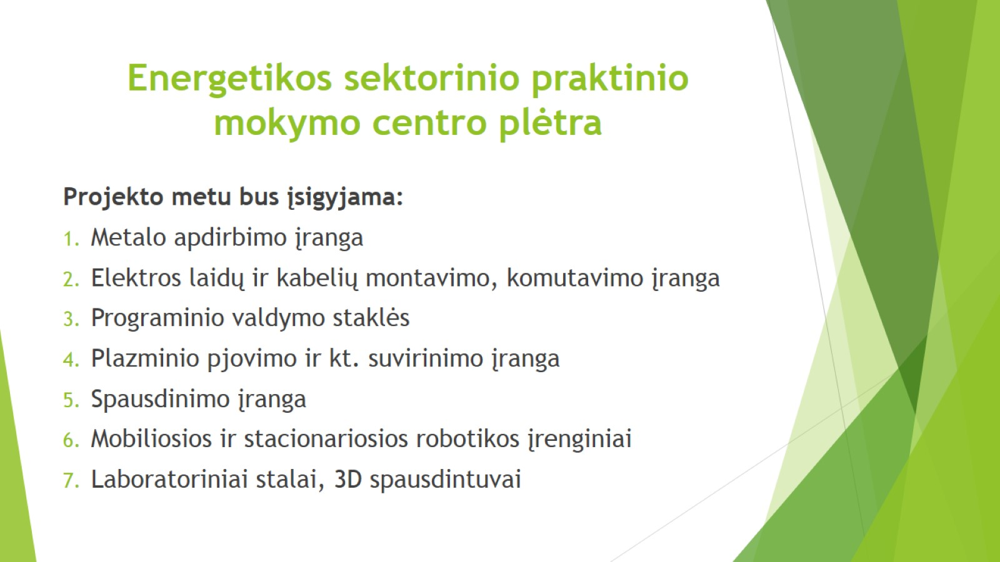 Energetikos sektorinio praktinio
mokymo centro plėtra
Projekto metu bus įsigyjama:
1. Metalo apdirbimo įranga
2. Elektros laidų ir kabelių montavimo, komutavimo įranga
3. Programinio valdymo staklės
4. Plazminio pjovimo ir kt. suvirinimo įranga
5. Spausdinimo įranga
6. Mobiliosios ir stacionariosios robotikos įrenginiai
7. Laboratoriniai stalai, 3D spausdintuvai